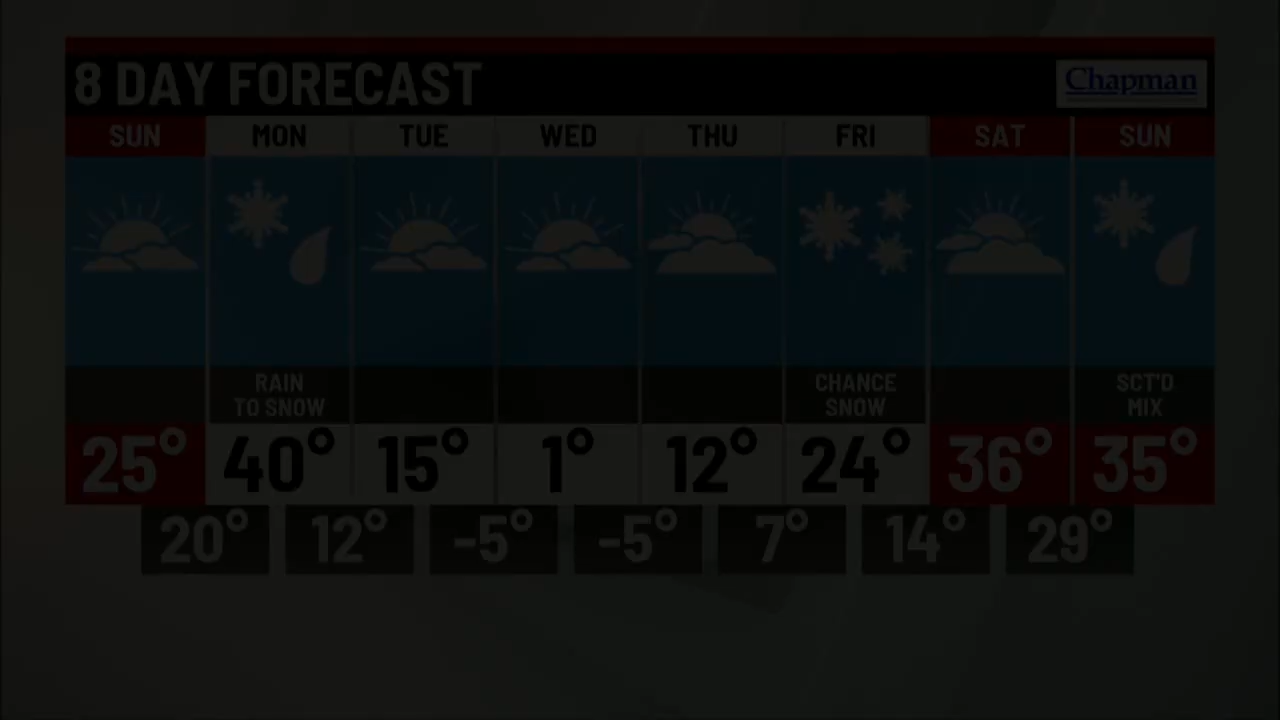 8 DAY FORECAST
Chapman
SUN MON TUE WED THU FRI SAT SUN
RAIN TO SNOW
CHANCE SNOW
SCT'D MIX
25° 40° 15° 1° 12° 24° 36° 35°
20° 12° -5° -5° 7° 14° 29°